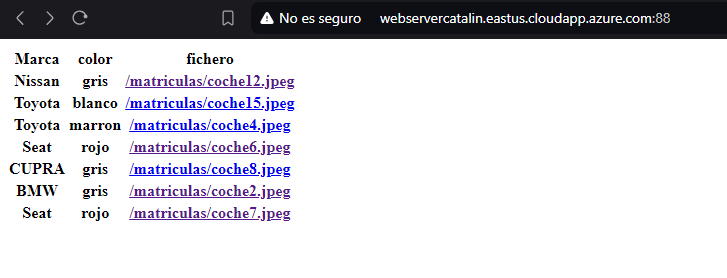 No es seguro webservercatalin.eastus.cloudapp.azure.com:88
Marca color fichero
Nissan gris /matriculas/coche12.jpeg
Toyota blanco /matriculas/coche15.jpeg
Toyota marron /matriculas/coche4.jpeg
Seat rojo /matriculas/coche6.jpeg
CUPRA gris /matriculas/coche8.jpeg
BMW gris /matriculas/coche2.jpeg
Seat rojo /matriculas/coche7.jpeg